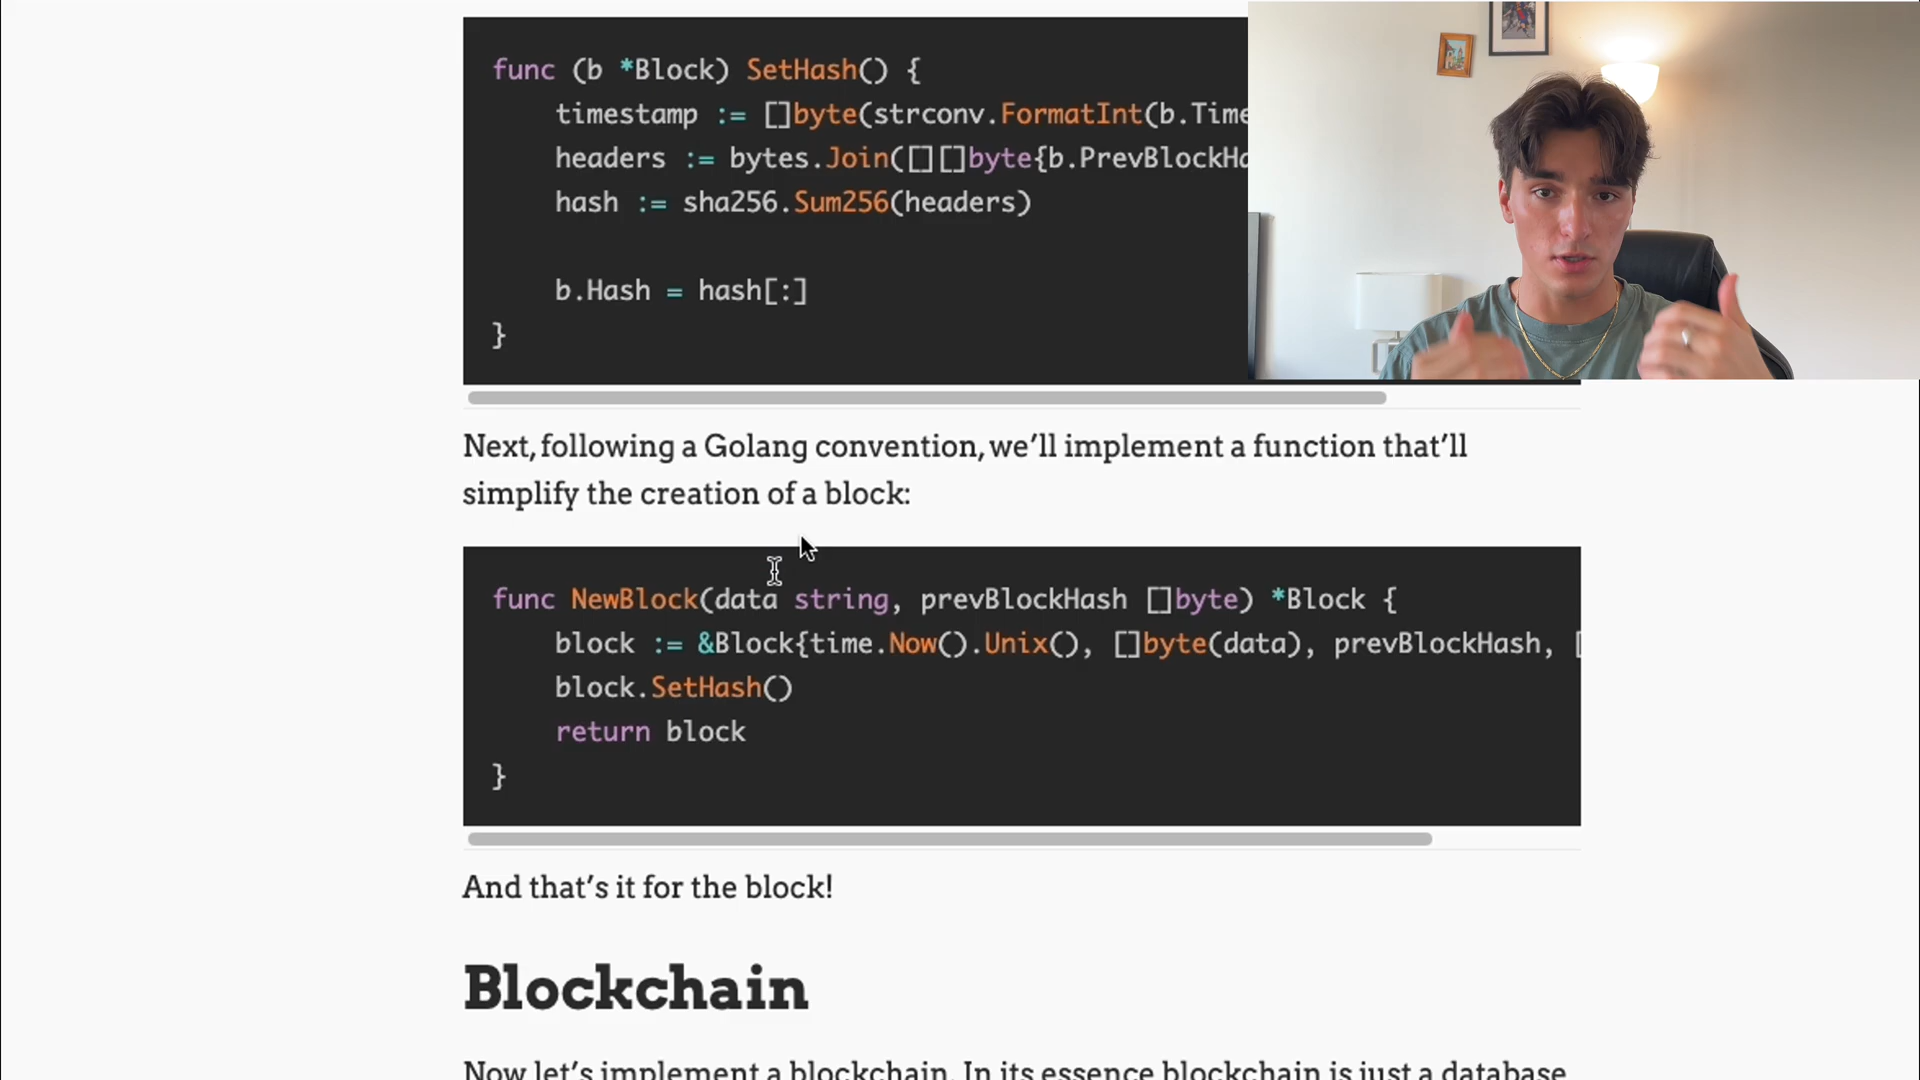 func (b *Block) SetHash() {
timestamp := []byte(strconv.FormatInt(b.Time
headers := bytes.Join([][]byte{b.PrevBlockHa
hash := sha256.Sum256(headers)
b.Hash = hash[:]
}
Next, following a Golang convention, we’ll implement a function that’ll
simplify the creation of a block:
func NewBlock(data string, prevBlockHash []byte) *Block {
block := &Block{time.Now().Unix(), []byte(data), prevBlockHash, [
block.SetHash()
return block
}
And that’s it for the block!
Blockchain
Now let’s implement a blockchain. In its essence blockchain is just a database